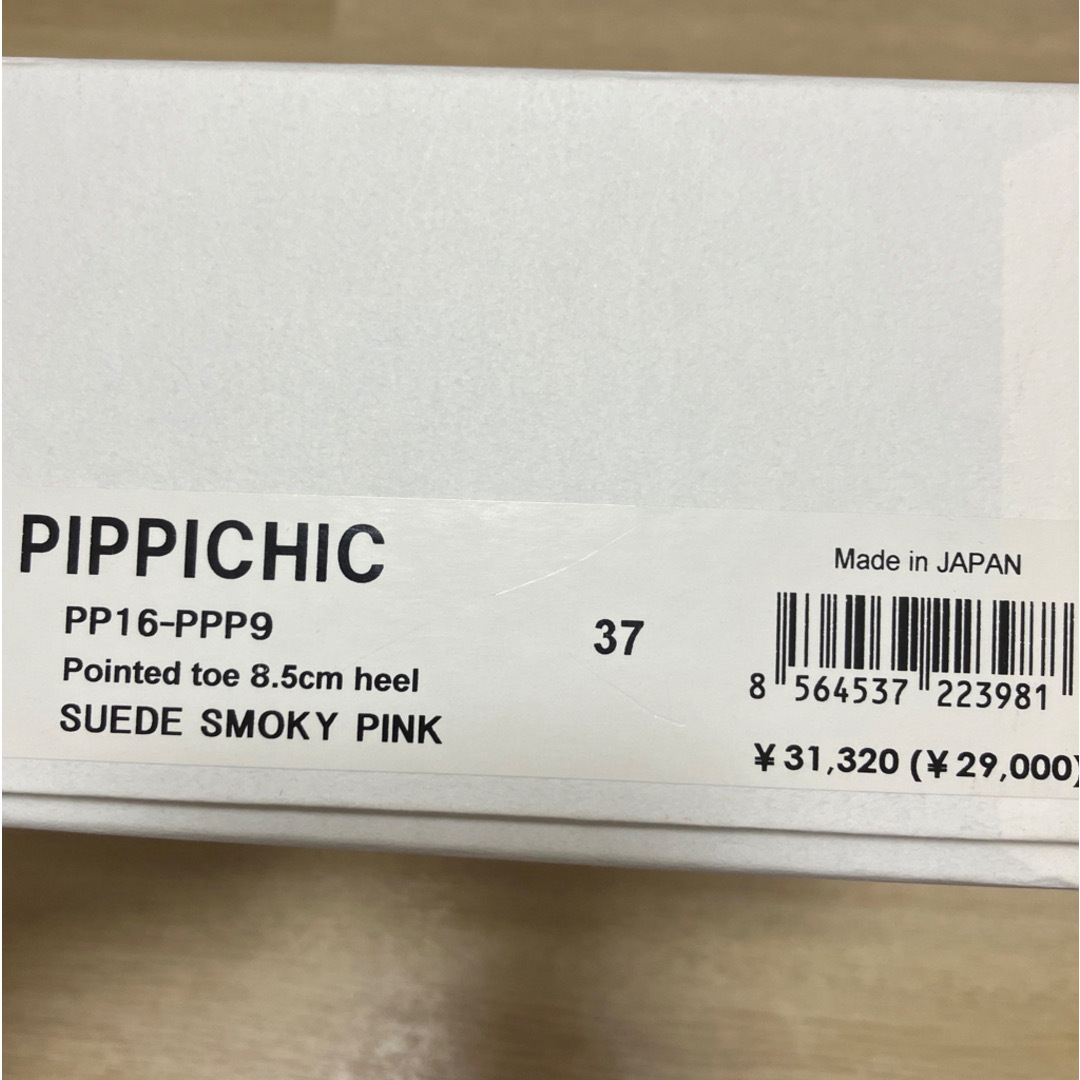 PIPPICHIC
PP16-PPP9
Pointed toe 8.5cm heel
SUEDE SMOKY PINK
37
Made in JAPAN
8 564537 223981
¥31,320 (¥29,000)